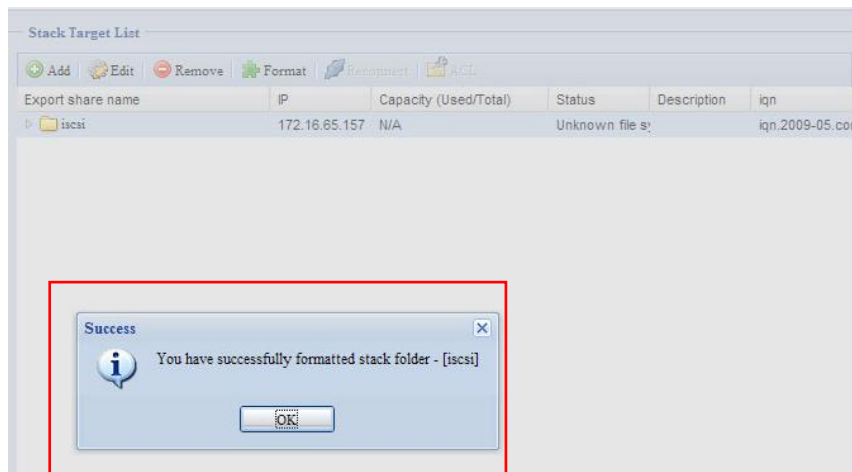 Stack Target List
Add Edit Remove Format Reconnect ACL
Export share name IP Capacity (Used/Total) Status Description iqn
iscsi 172.16.65.157 N/A Unknown file sy iqn.2009-05.co
Success
You have successfully formatted stack folder - [iscsi]
OK